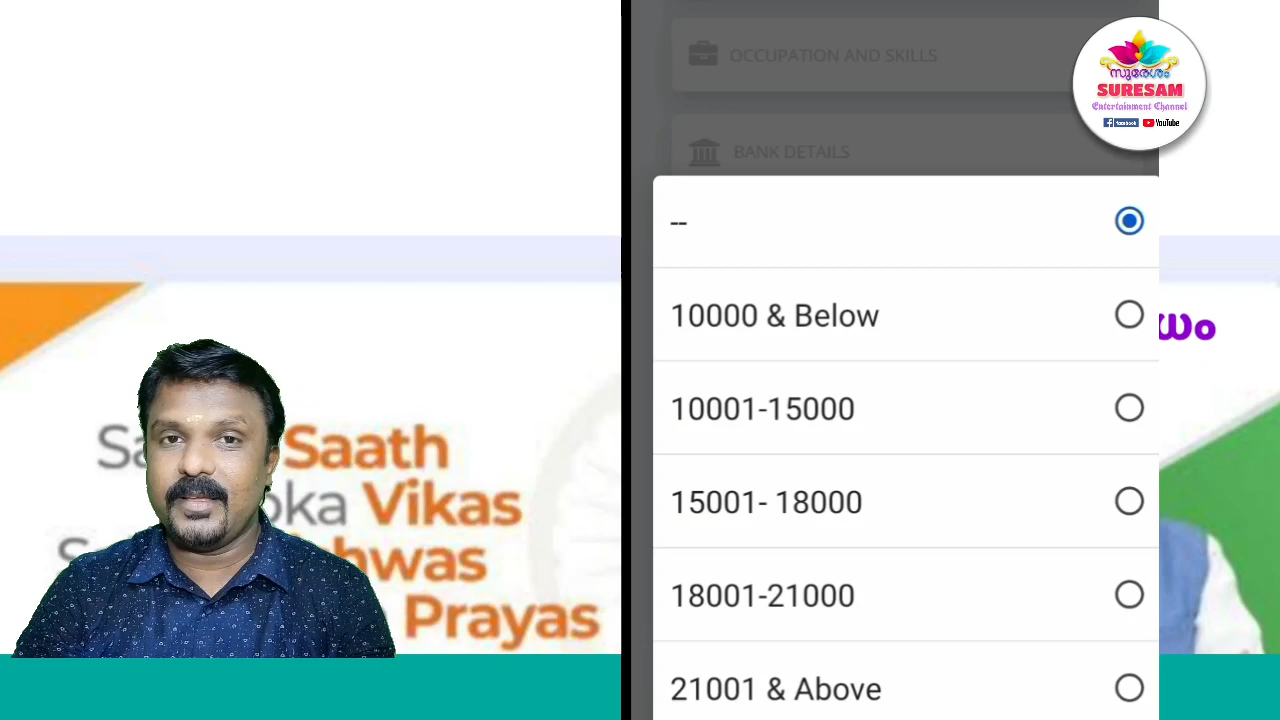 OCCUPATION AND SKILLS
BANK DETAILS
സുരേശം
SURESAM
Entertainment Channel
facebook YouTube
--
10000 & Below
10001-15000
15001- 18000
18001-21000
21001 & Above
Saath
Vikas
Prayas